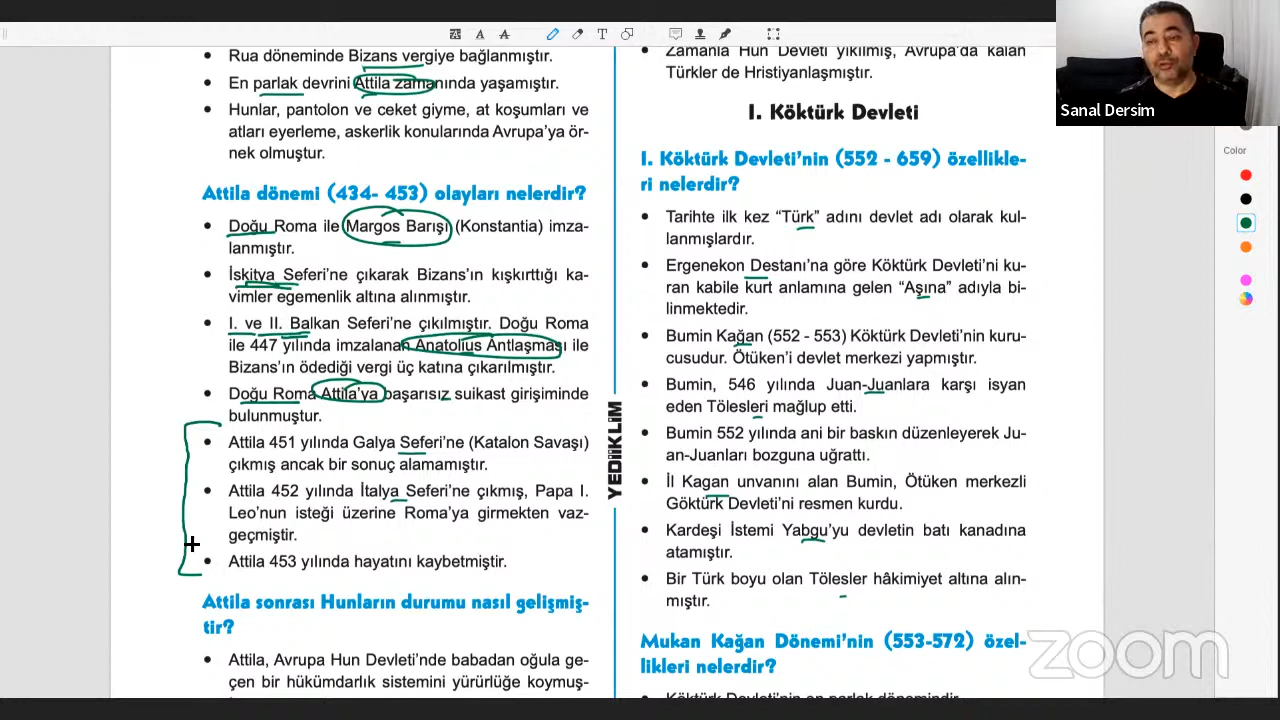 Rua döneminde Bizans vergiye bağlanmıştır.
En parlak devrini Attila zamanında yaşamıştır.
Hunlar, pantolon ve ceket giyme, at koşumları ve
atları eyerleme, askerlik konularında Avrupa'ya ör-
nek olmuştur.
Attila dönemi (434- 453) olayları nelerdir?
Doğu Roma ile Margos Barışı (Konstantia) imza-
lanmıştır.
İskitya Seferi'ne çıkarak Bizans'ın kışkırttığı ka-
vimler egemenlik altına alınmıştır.
I. ve II. Balkan Seferi'ne çıkılmıştır. Doğu Roma
ile 447 yılında imzalanan Anatolius Antlaşması ile
Bizans'ın ödediği vergi üç katına çıkarılmıştır.
Doğu Roma Attila'ya başarısız suikast girişiminde
bulunmuştur.
Attila 451 yılında Galya Seferi'ne (Katalon Savaşı)
çıkmış ancak bir sonuç alamamıştır.
Attila 452 yılında İtalya Seferi'ne çıkmış, Papa I.
Leo'nun isteği üzerine Roma'ya girmekten vaz-
geçmiştir.
Attila 453 yılında hayatını kaybetmiştir.
Attila sonrası Hunların durumu nasıl gelişmiş-
tir?
Attila, Avrupa Hun Devleti'nde babadan oğula ge-
çen bir hükümdarlık sistemini yürürlüğe koymuş-
YEDİİKLİM
Zamanla Hun Devleti yıkılmış, Avrupa'da kalan
Türkler de Hristiyanlaşmıştır.
I. Köktürk Devleti
I. Köktürk Devleti'nin (552 - 659) özellikle-
ri nelerdir?
Tarihte ilk kez “Türk” adını devlet adı olarak kul-
lanmışlardır.
Ergenekon Destanı'na göre Köktürk Devleti'ni ku-
ran kabile kurt anlamına gelen “Aşına” adıyla bi-
linmektedir.
Bumin Kağan (552 - 553) Köktürk Devleti'nin kuru-
cusudur. Ötüken'i devlet merkezi yapmıştır.
Bumin, 546 yılında Juan-Juanlara karşı isyan
eden Tölesleri mağlup etti.
Bumin 552 yılında ani bir baskın düzenleyerek Ju-
an-Juanları bozguna uğrattı.
İl Kagan unvanını alan Bumin, Ötüken merkezli
Göktürk Devleti'ni resmen kurdu.
Kardeşi İstemi Yabgu'yu devletin batı kanadına
atamıştır.
Bir Türk boyu olan Tölesler hâkimiyet altına alın-
mıştır.
Mukan Kağan Dönemi'nin (553-572) özel-
likleri nelerdir?
Köktürk Devleti'nin en parlak dönemidir.
Sanal Dersim
Color
zoom